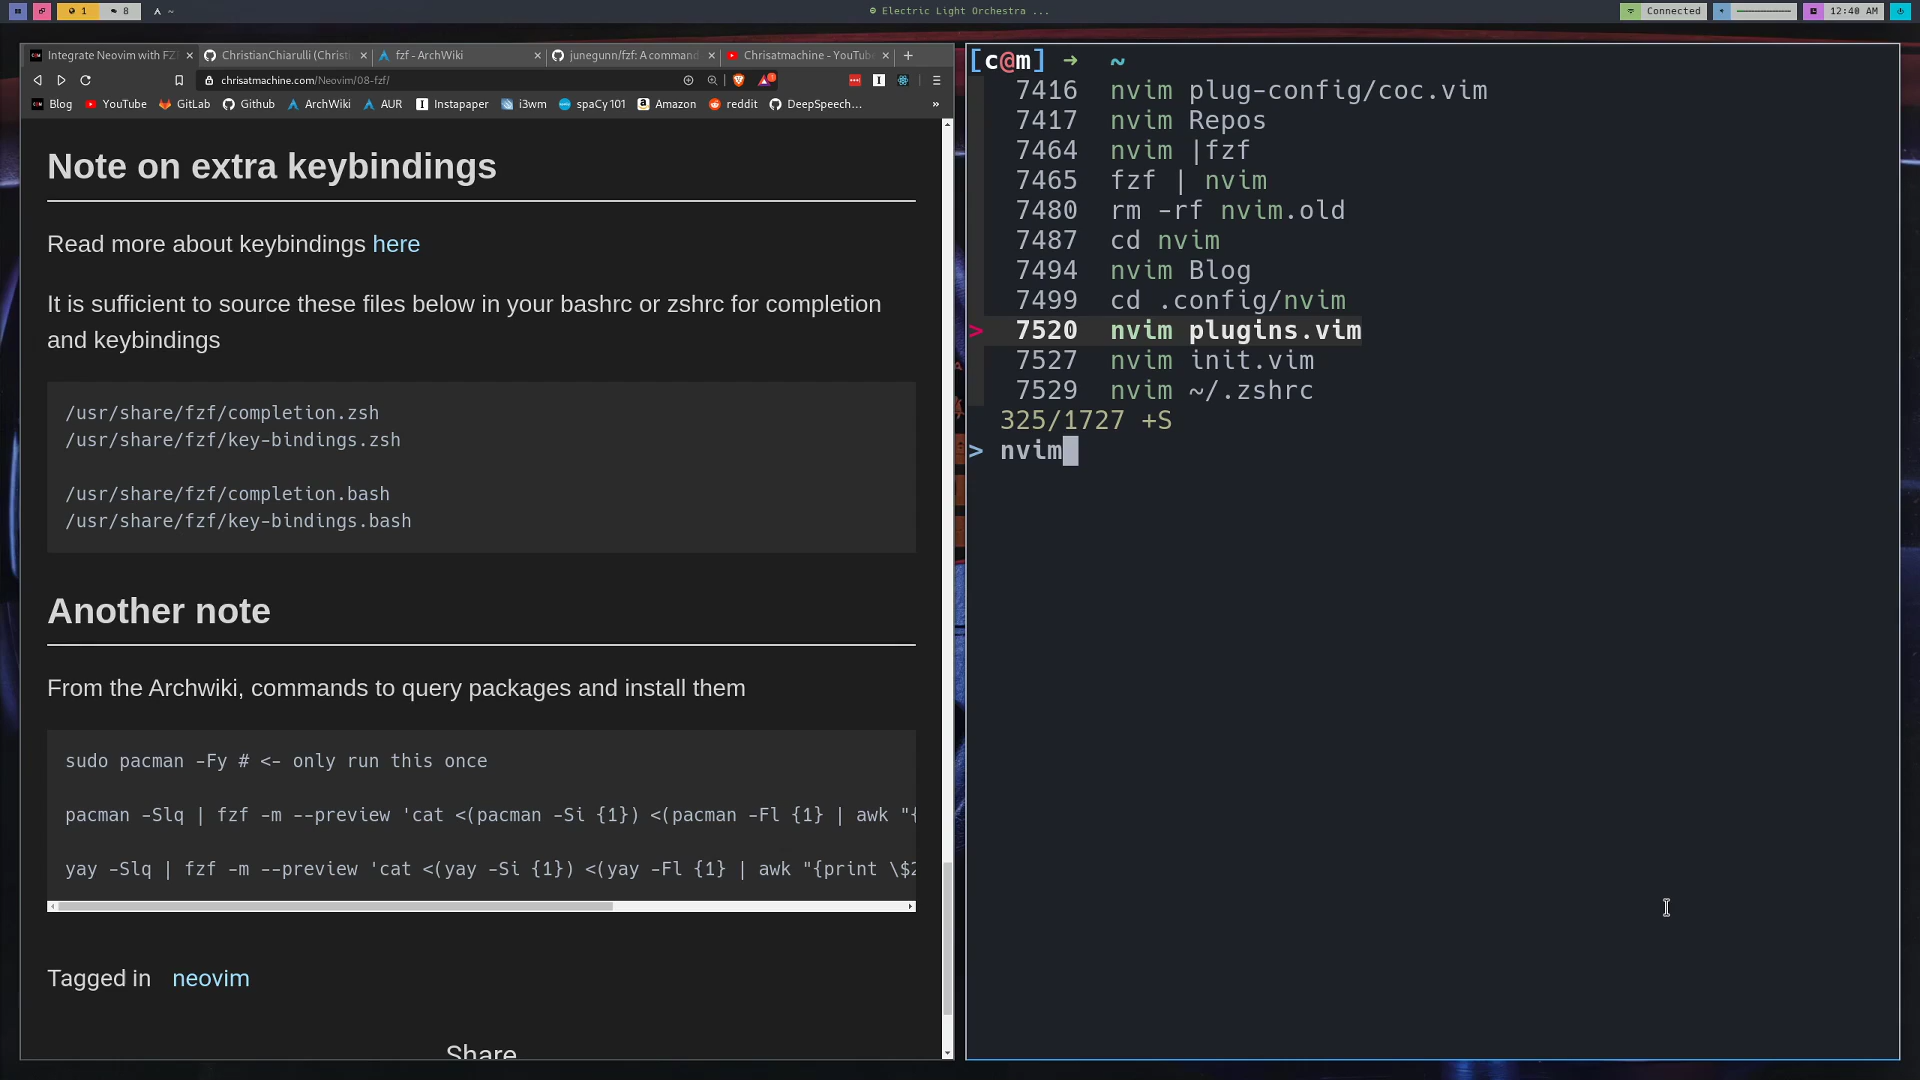 1
8
~
Electric Light Orchestra ...
Connected
12:40 AM
Integrate Neovim with FZ
ChristianChiarulli (Christi
fzf - ArchWiki
junegunn/fzf: A command
Chrisatmachine - YouTube
chrisatmachine.com/Neovim/08-fzf/
Blog
YouTube
GitLab
Github
ArchWiki
AUR
Instapaper
i3wm
spaCy101
Amazon
reddit
DeepSpeech...
»
Note on extra keybindings
Read more about keybindings here
It is sufficient to source these files below in your bashrc or zshrc for completion
and keybindings
/usr/share/fzf/completion.zsh
/usr/share/fzf/key-bindings.zsh
/usr/share/fzf/completion.bash
/usr/share/fzf/key-bindings.bash
Another note
From the Archwiki, commands to query packages and install them
sudo pacman -Fy # <- only run this once
pacman -Slq | fzf -m --preview 'cat <(pacman -Si {1}) <(pacman -Fl {1} | awk "{
yay -Slq | fzf -m --preview 'cat <(yay -Si {1}) <(yay -Fl {1} | awk "{print \$2
Tagged in neovim
Share
[c@m] → ~
7416 nvim plug-config/coc.vim
7417 nvim Repos
7464 nvim |fzf
7465 fzf | nvim
7480 rm -rf nvim.old
7487 cd nvim
7494 nvim Blog
7499 cd .config/nvim
> 7520 nvim plugins.vim
7527 nvim init.vim
7529 nvim ~/.zshrc
325/1727 +S
> nvim